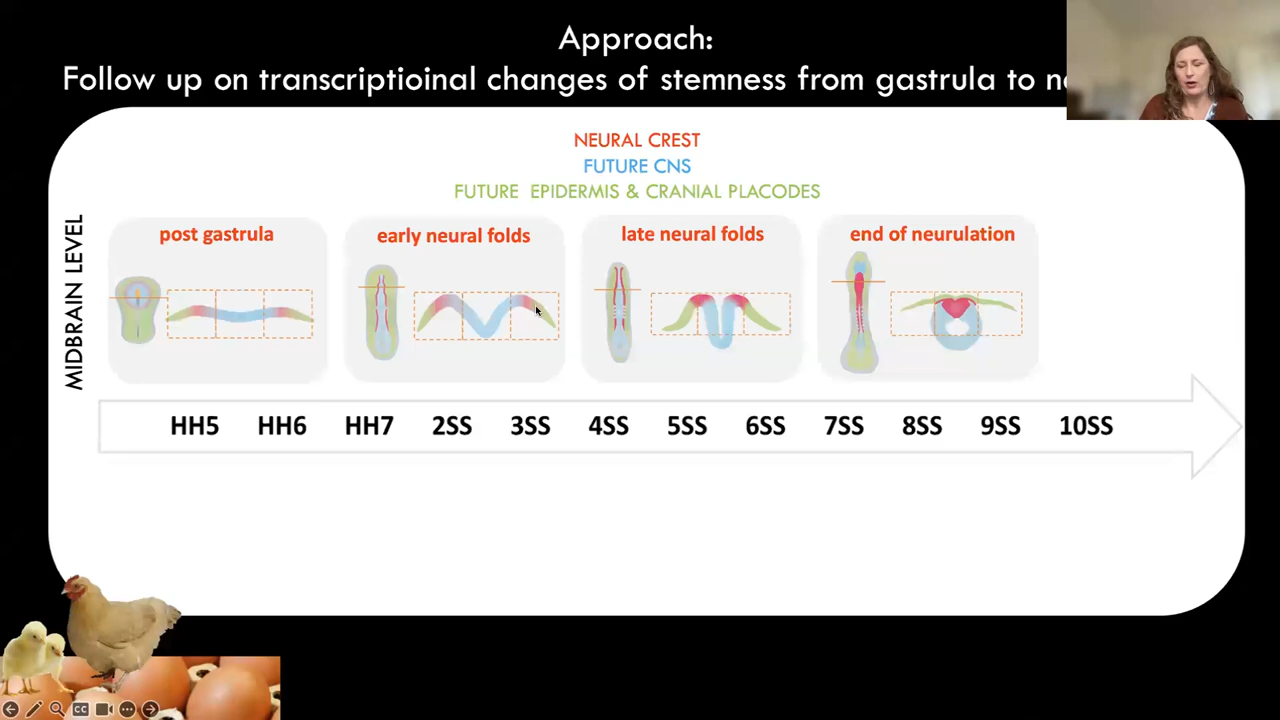 Approach:
Follow up on transcriptioinal changes of stemness from gastrula to
NEURAL CREST
FUTURE CNS
FUTURE EPIDERMIS & CRANIAL PLACODES
MIDBRAIN LEVEL
post gastrula
early neural folds
late neural folds
end of neurulation
HH5 HH6 HH7 2SS 3SS 4SS 5SS 6SS 7SS 8SS 9SS 10SS
CC